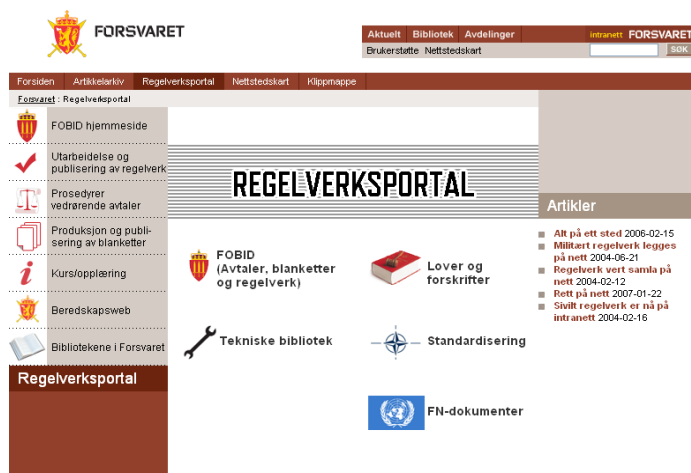 FORSVARET
Aktuelt Bibliotek Avdelinger
intranett FORSVARET
Brukerstøtte Nettstedskart
SØK
Forsiden Artikkelarkiv Regelverksportal Nettstedskart Klippmappe
Forsvaret : Regelverksportal
FOBID hjemmeside
Utarbeidelse og
publisering av regelverk
Prosedyrer
vedrørende avtaler
Produksjon og publi-
sering av blanketter
Kurs/opplæring
Beredskapsweb
Bibliotekene i Forsvaret
Regelverksportal
REGELVERKSPORTAL
FOBID
(Avtaler, blanketter
og regelverk)
Lover og
forskrifter
Tekniske bibliotek
Standardisering
FN-dokumenter
Artikler
Alt på ett sted 2006-02-15
Militært regelverk legges
på nett 2004-06-21
Regelverk vert samla på
nett 2004-02-12
Rett på nett 2007-01-22
Sivilt regelverk er nå på
intranett 2004-02-16